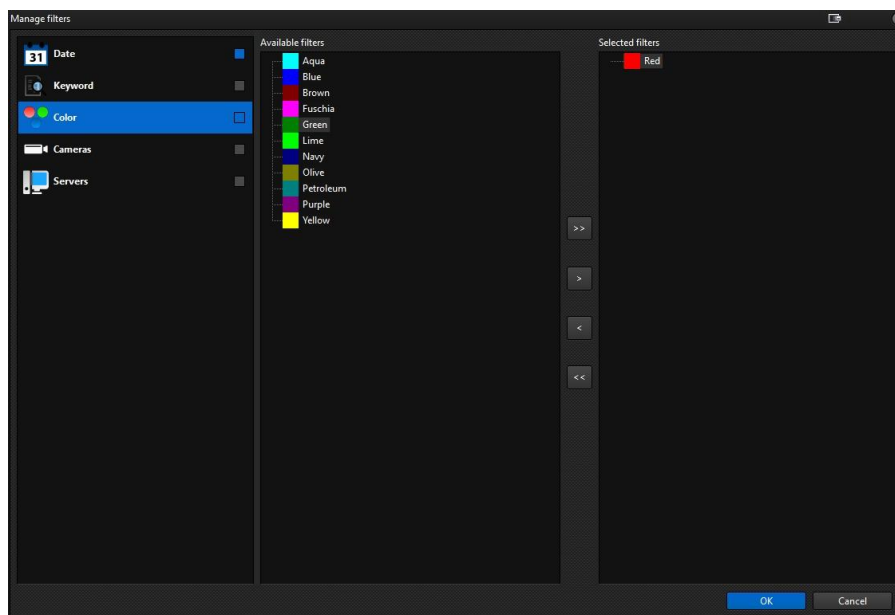 Manage filters
31 Date
Keyword
Color
Cameras
Servers
Available filters
Aqua
Blue
Brown
Fuschia
Green
Lime
Navy
Olive
Petroleum
Purple
Yellow
>>
>
<
<<
Selected filters
Red
OK Cancel